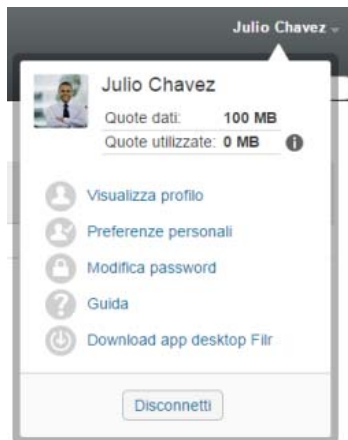 Julio Chavez
Julio Chavez
Quote dati: 100 MB
Quote utilizzate: 0 MB
Visualizza profilo
Preferenze personali
Modifica password
Guida
Download app desktop Filr
Disconnetti